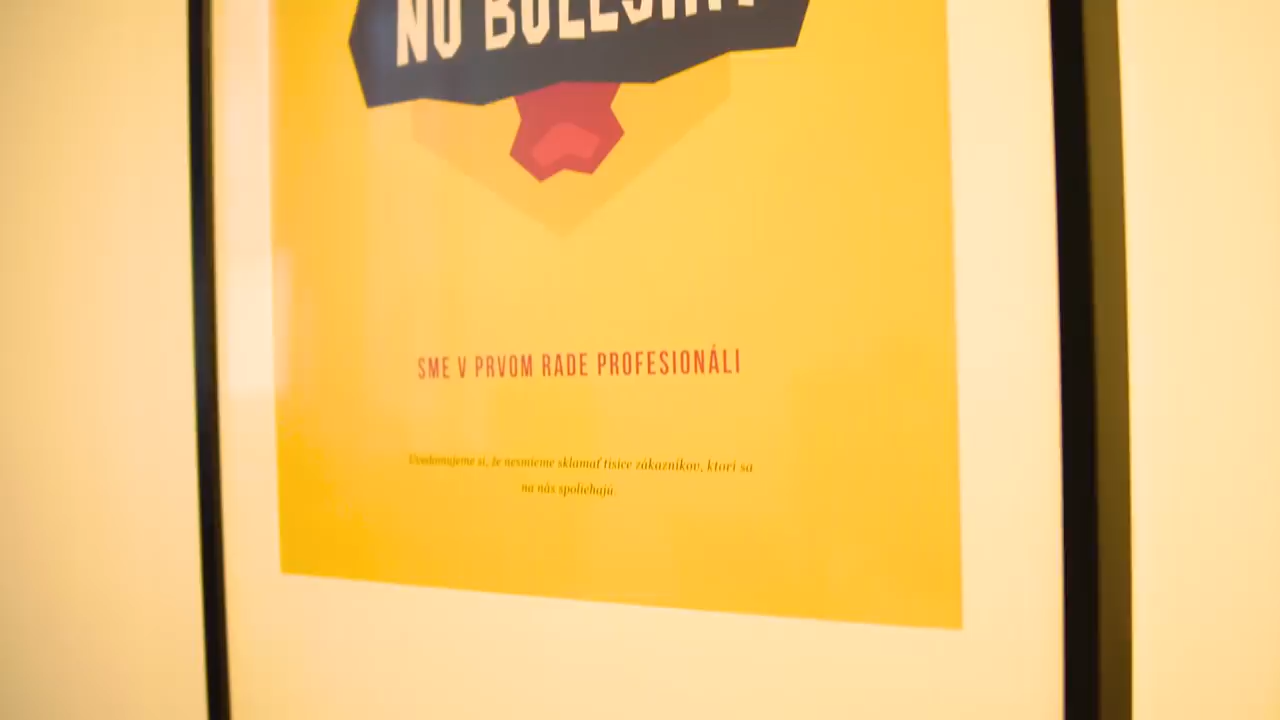 NO BULLSHIT
SME V PRVOM RADE PROFESIONÁLI
Uvedomujeme si, že nesmieme sklamať tisíce zákazníkov, ktorí sa
na nás spoliehajú.